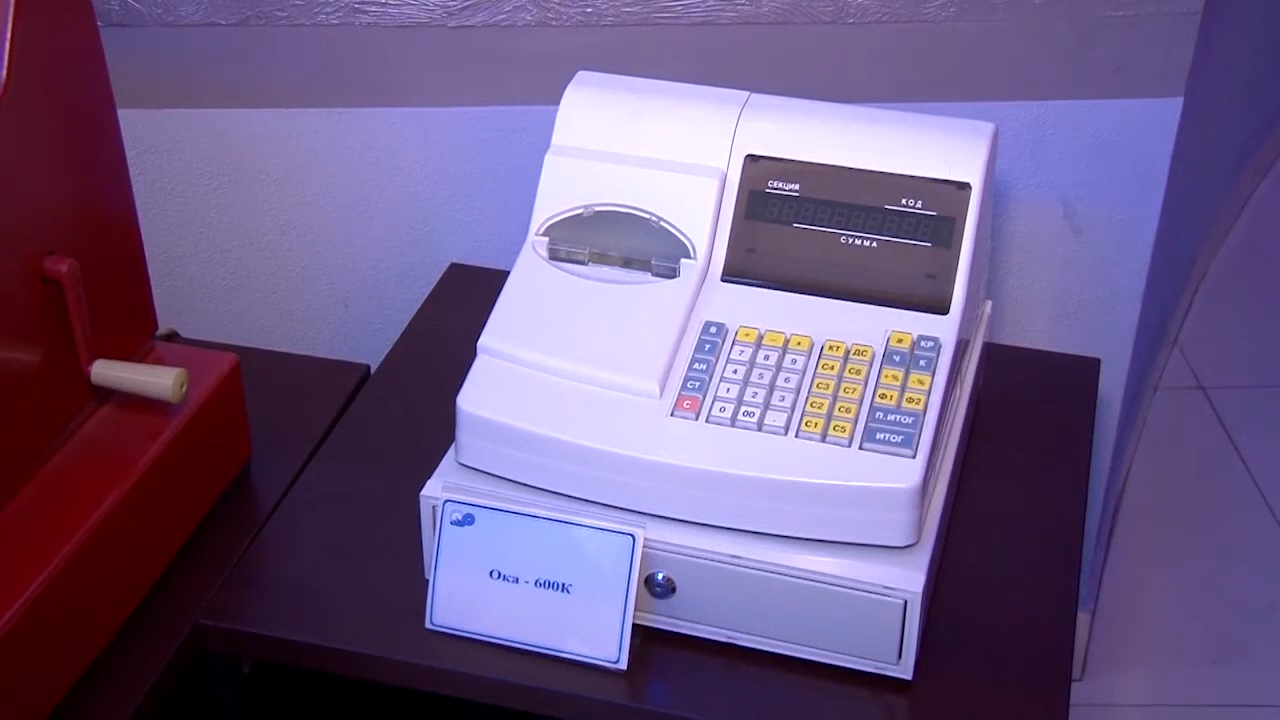 СЕКЦИЯ
КОД
СУММА
В
Т
АН
СТ
С
+ − x
7 8 9
4 5 6
1 2 3
0 00 .
КТ ДС
С4 С8
С3 С7
С2 С6
С1 С5
# КР
Ч К
+% -%
Ф1 Ф2
П.ИТОГ
ИТОГ
Ока - 600К